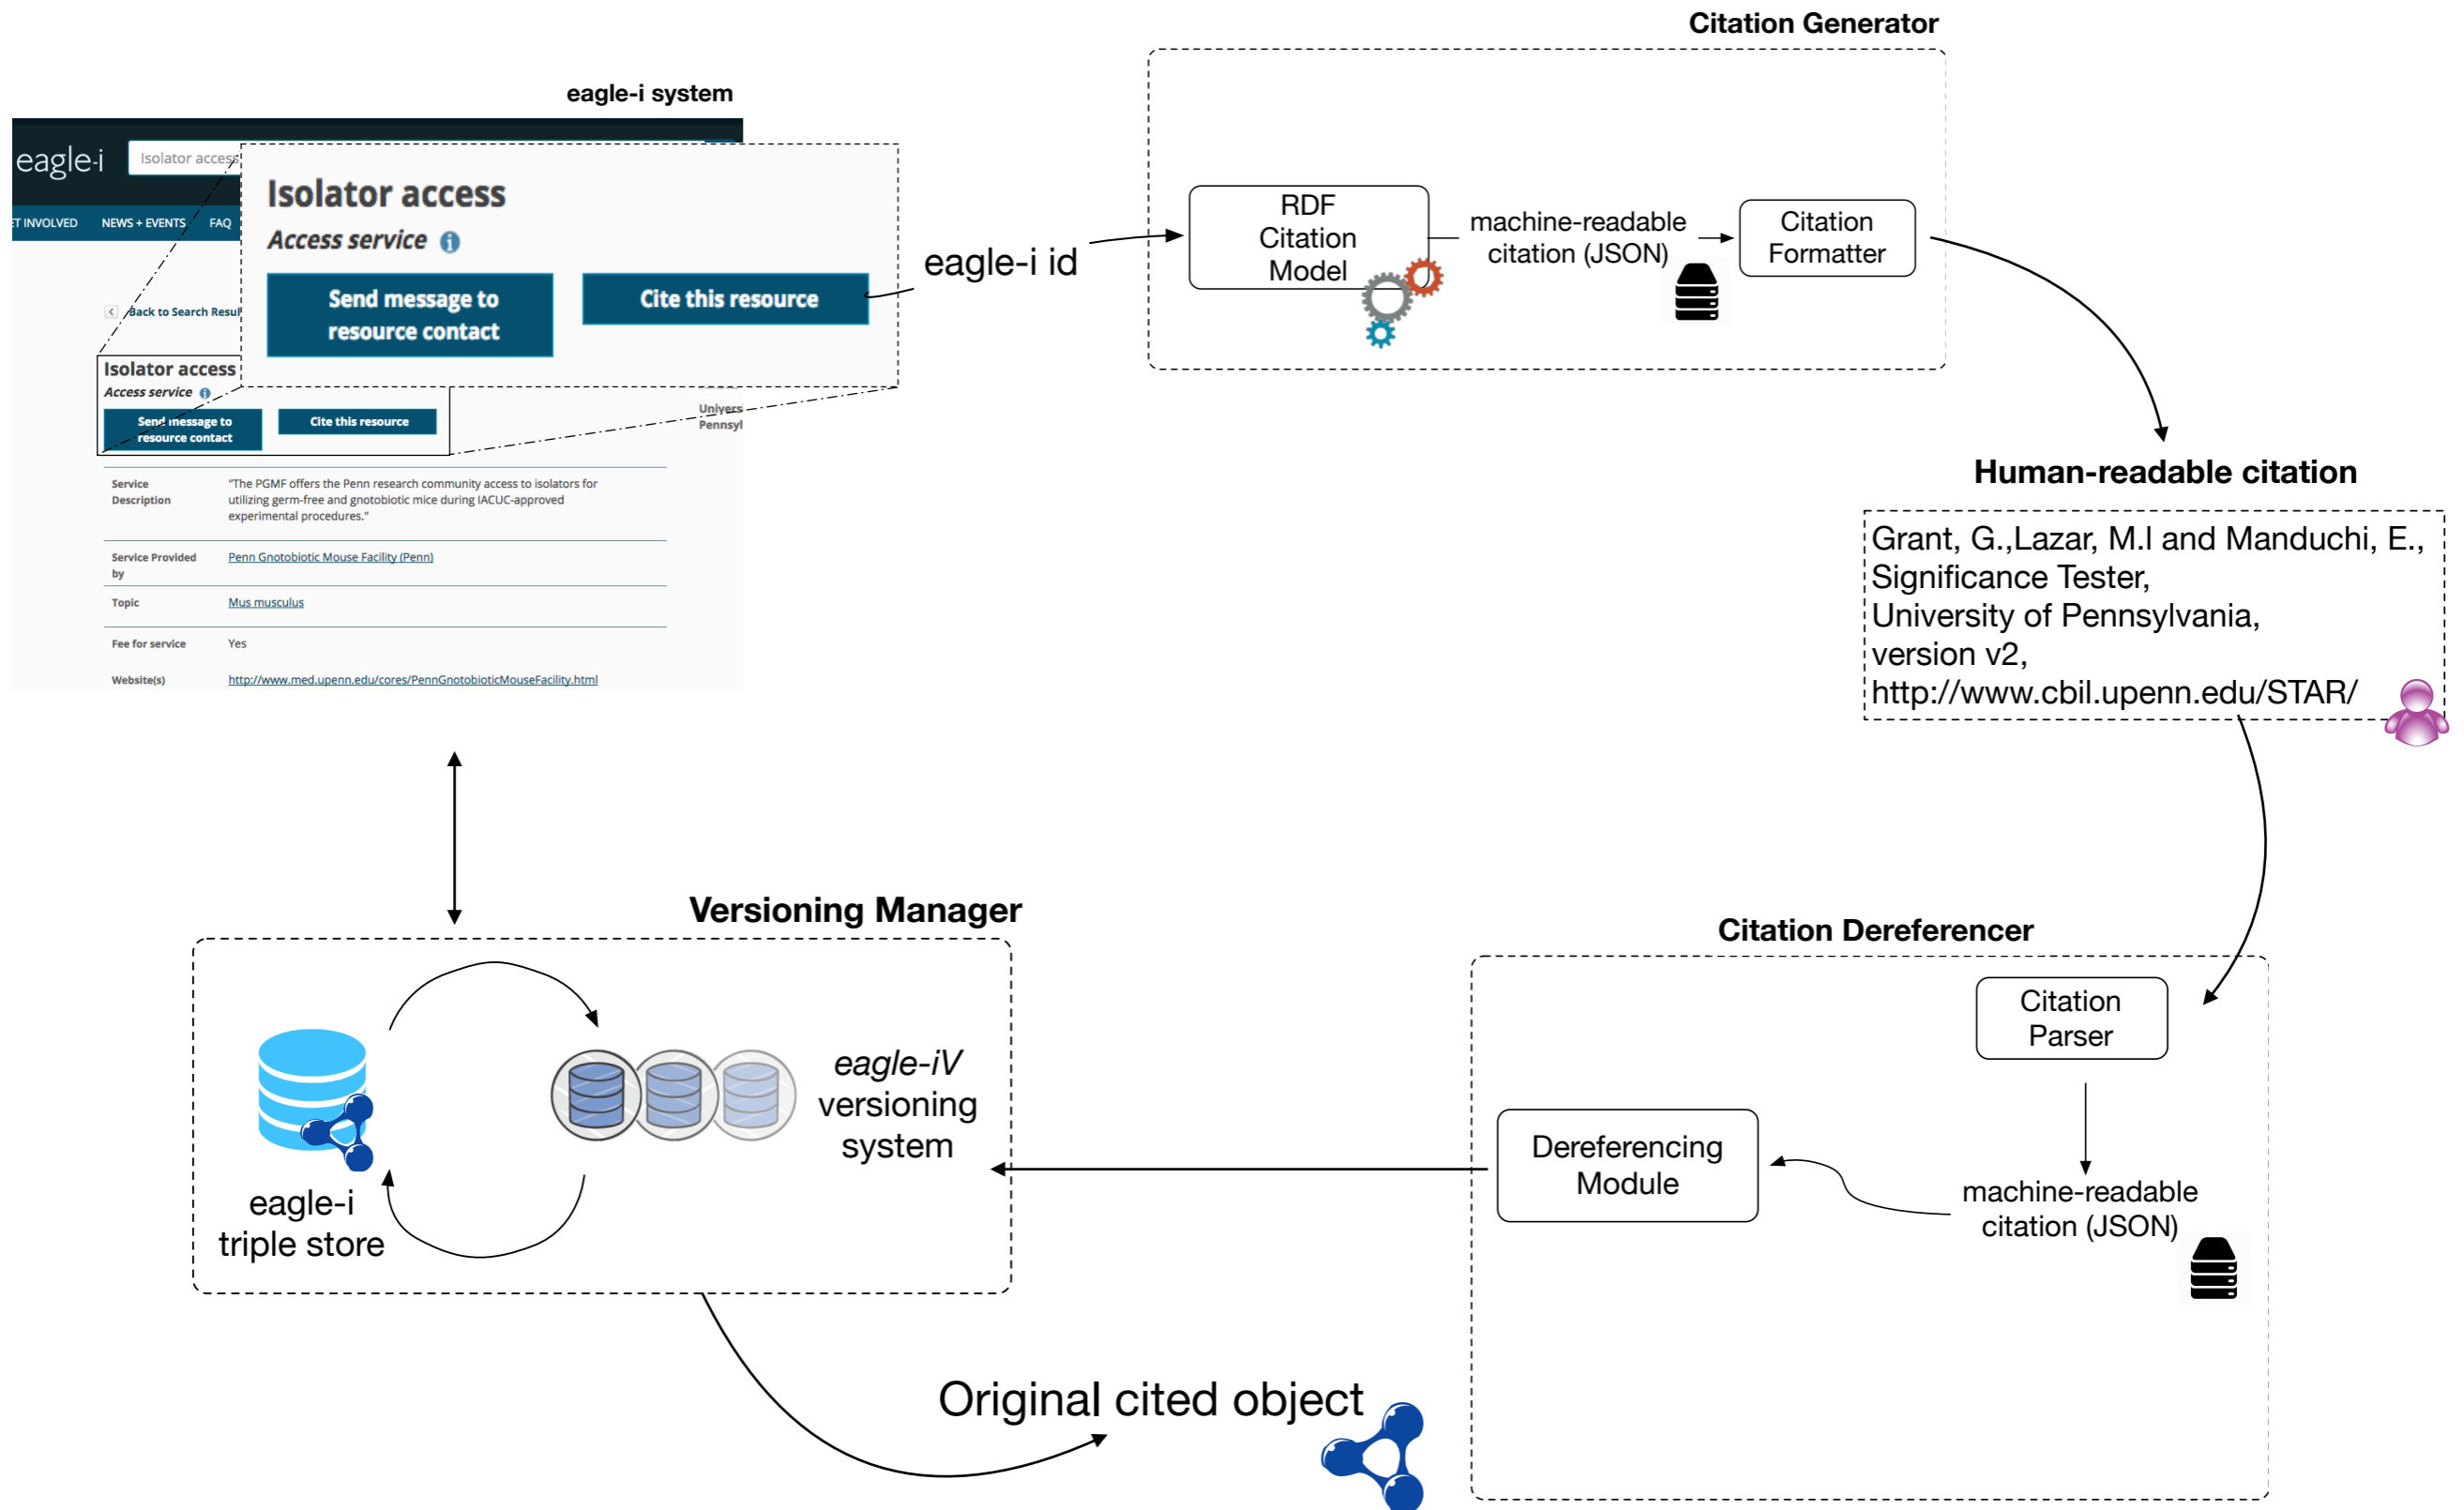 Citation Generator
eagle-i system
eagle-i
Isolator access
NEWS + EVENTS
FAQ
Isolator access
Access service
Send message to
resource contact
Cite this resource
Back to Search
Isolator access
Access service
Send message to
resource contact
Cite this resource
Service
Description
"The PGMF offers the Penn research community access to isolators for
utilizing germ-free and gnotobiotic mice during IACUC-approved
experimental procedures."
Service Provided
by
Penn Gnotobiotic Mouse Facility (Penn)
Topic
Mus musculus
Fee for service
Yes
Website(s)
http://www.med.upenn.edu/cores/PennGnotobioticMouseFacility.html
eagle-i id
RDF
Citation
Model
machine-readable
citation (JSON)
Citation
Formatter
Human-readable citation
Grant, G.,Lazar, M.I and Manduchi, E.,
Significance Tester,
University of Pennsylvania,
version v2,
http://www.cbil.upenn.edu/STAR/
Versioning Manager
eagle-i
triple store
eagle-iV
versioning
system
Citation Dereferencer
Citation
Parser
machine-readable
citation (JSON)
Dereferencing
Module
Original cited object